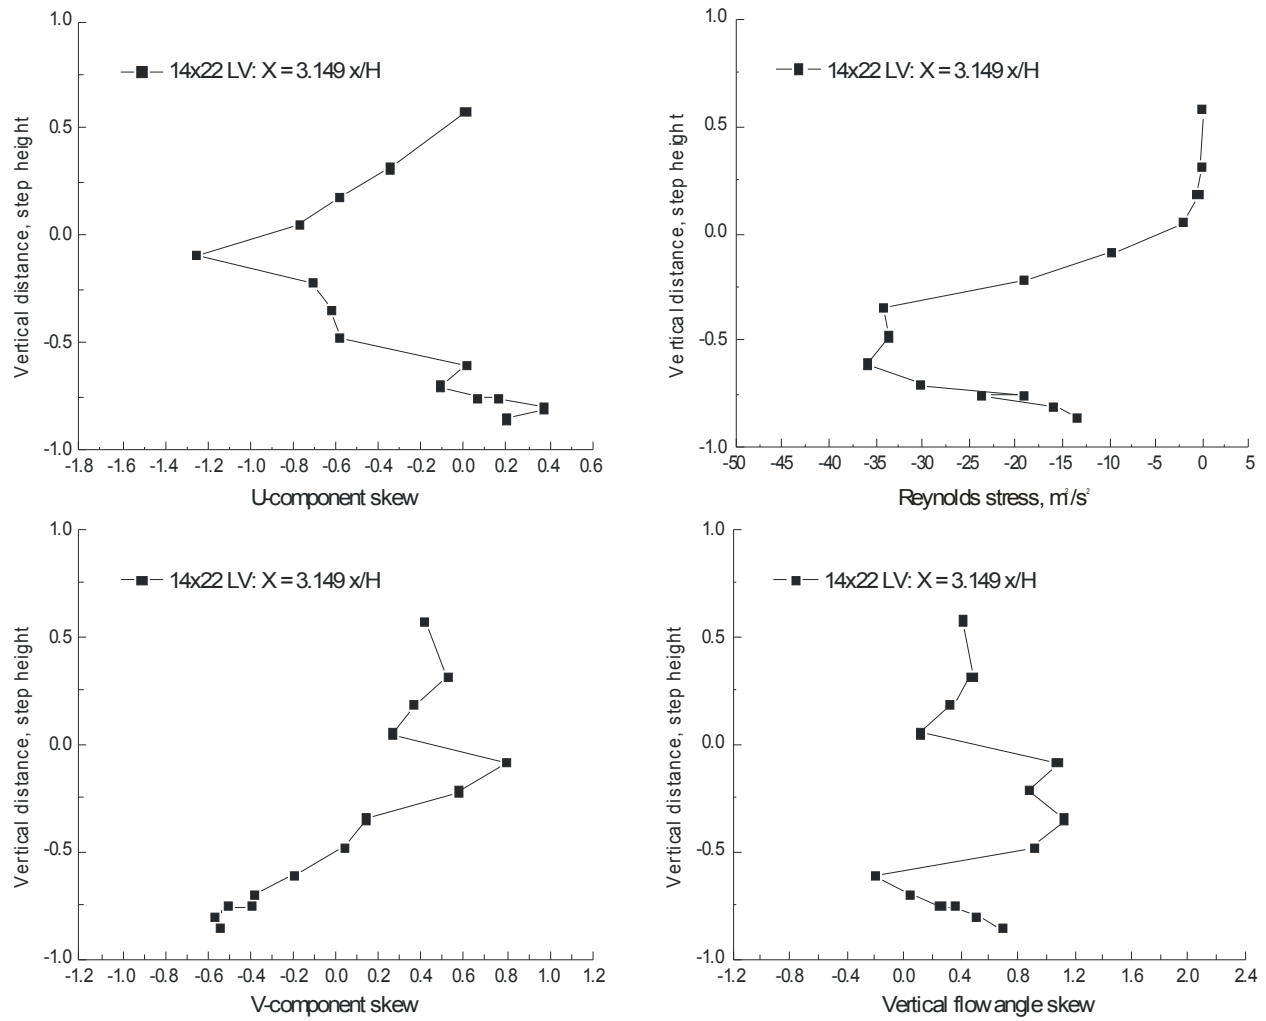 1.0
14x22 LV: X = 3.149 x/H
0.5
0.0
-0.5
-1.0
Vertical distance, step height
-1.8 -1.6 -1.4 -1.2 -1.0 -0.8 -0.6 -0.4 -0.2 0.0 0.2 0.4 0.6
U-component skew
1.0
14x22 LV: X = 3.149 x/H
0.5
0.0
-0.5
-1.0
Vertical distance, step height
-50 -45 -40 -35 -30 -25 -20 -15 -10 -5 0 5
Reynolds stress, m²/s²
1.0
14x22 LV: X = 3.149 x/H
0.5
0.0
-0.5
-1.0
Vertical distance, step height
-1.2 -1.0 -0.8 -0.6 -0.4 -0.2 0.0 0.2 0.4 0.6 0.8 1.0 1.2
V-component skew
1.0
14x22 LV: X = 3.149 x/H
0.5
0.0
-0.5
-1.0
Vertical distance, step height
-1.2 -0.8 -0.4 0.0 0.4 0.8 1.2 1.6 2.0 2.4
Vertical flow angle skew